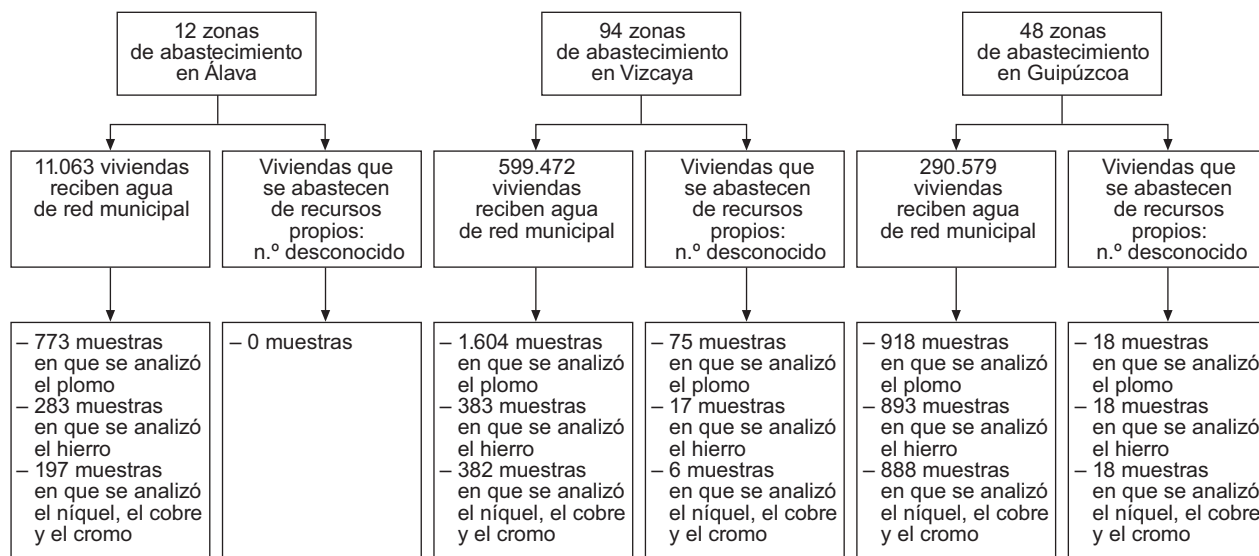 12 zonas
de abastecimiento
en Álava
94 zonas
de abastecimiento
en Vizcaya
48 zonas
de abastecimiento
en Guipúzcoa
11.063 viviendas
reciben agua
de red municipal
Viviendas que
se abastecen
de recursos
propios:
n.º desconocido
599.472
viviendas
reciben agua
de red municipal
Viviendas que
se abastecen
de recursos
propios:
n.º desconocido
290.579
viviendas
reciben agua
de red municipal
Viviendas que
se abastecen
de recursos
propios:
n.º desconocido
– 773 muestras
en que se analizó
el plomo
– 283 muestras
en que se analizó
el hierro
– 197 muestras
en que se analizó
el níquel, el cobre
y el cromo
– 0 muestras
– 1.604 muestras
en que se analizó
el plomo
– 383 muestras
en que se analizó
el hierro
– 382 muestras
en que se analizó
el níquel, el cobre
y el cromo
– 75 muestras
en que se analizó
el plomo
– 17 muestras
en que se analizó
el hierro
– 6 muestras
en que se analizó
el níquel, el cobre
y el cromo
– 918 muestras
en que se analizó
el plomo
– 893 muestras
en que se analizó
el hierro
– 888 muestras
en que se analizó
el níquel, el cobre
y el cromo
– 18 muestras
en que se analizó
el plomo
– 18 muestras
en que se analizó
el hierro
– 18 muestras
en que se analizó
el níquel, el cobre
y el cromo